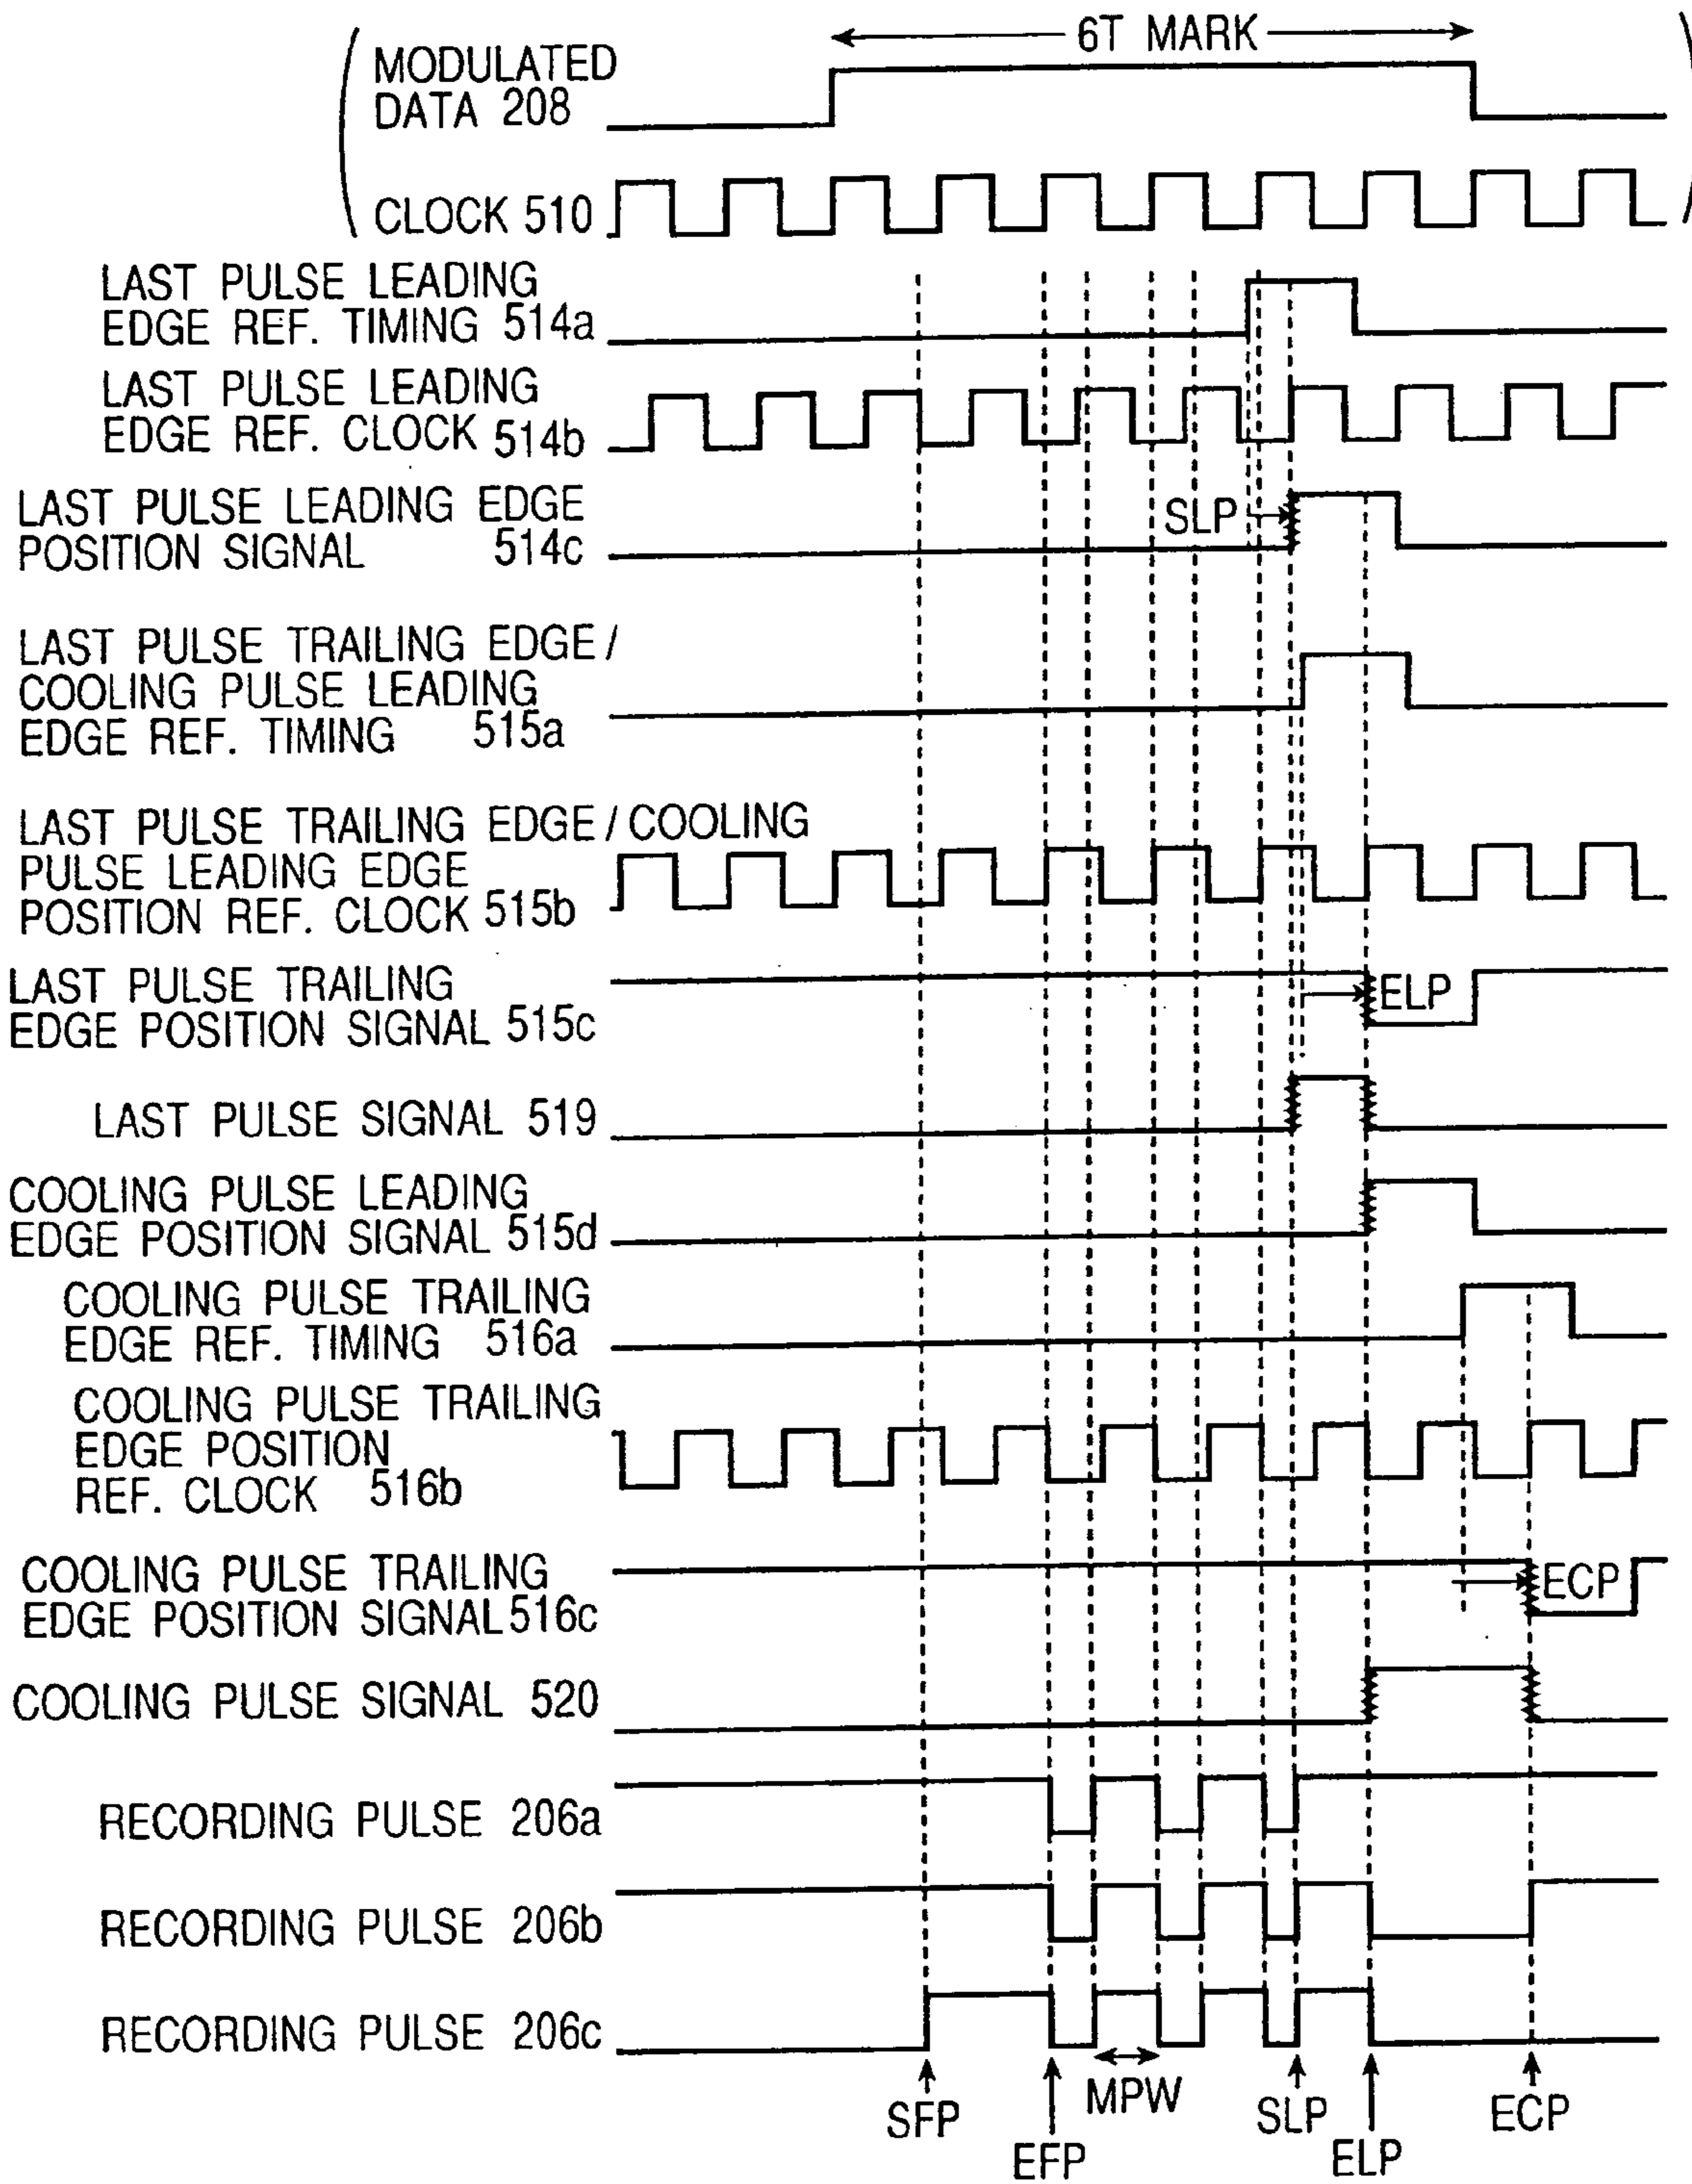 6T MARK
MODULATED
DATA 208
CLOCK 510
LAST PULSE LEADING
EDGE REF. TIMING 514a
LAST PULSE LEADING
EDGE REF. CLOCK 514b
LAST PULSE LEADING EDGE
POSITION SIGNAL 514c
SLP
LAST PULSE TRAILING EDGE /
COOLING PULSE LEADING
EDGE REF. TIMING 515a
LAST PULSE TRAILING EDGE / COOLING
PULSE LEADING EDGE
POSITION REF. CLOCK 515b
LAST PULSE TRAILING
EDGE POSITION SIGNAL 515c
ELP
LAST PULSE SIGNAL 519
COOLING PULSE LEADING
EDGE POSITION SIGNAL 515d
COOLING PULSE TRAILING
EDGE REF. TIMING 516a
COOLING PULSE TRAILING
EDGE POSITION
REF. CLOCK 516b
COOLING PULSE TRAILING
EDGE POSITION SIGNAL 516c
ECP
COOLING PULSE SIGNAL 520
RECORDING PULSE 206a
RECORDING PULSE 206b
RECORDING PULSE 206c
SFP
EFP
MPW
SLP
ELP
ECP